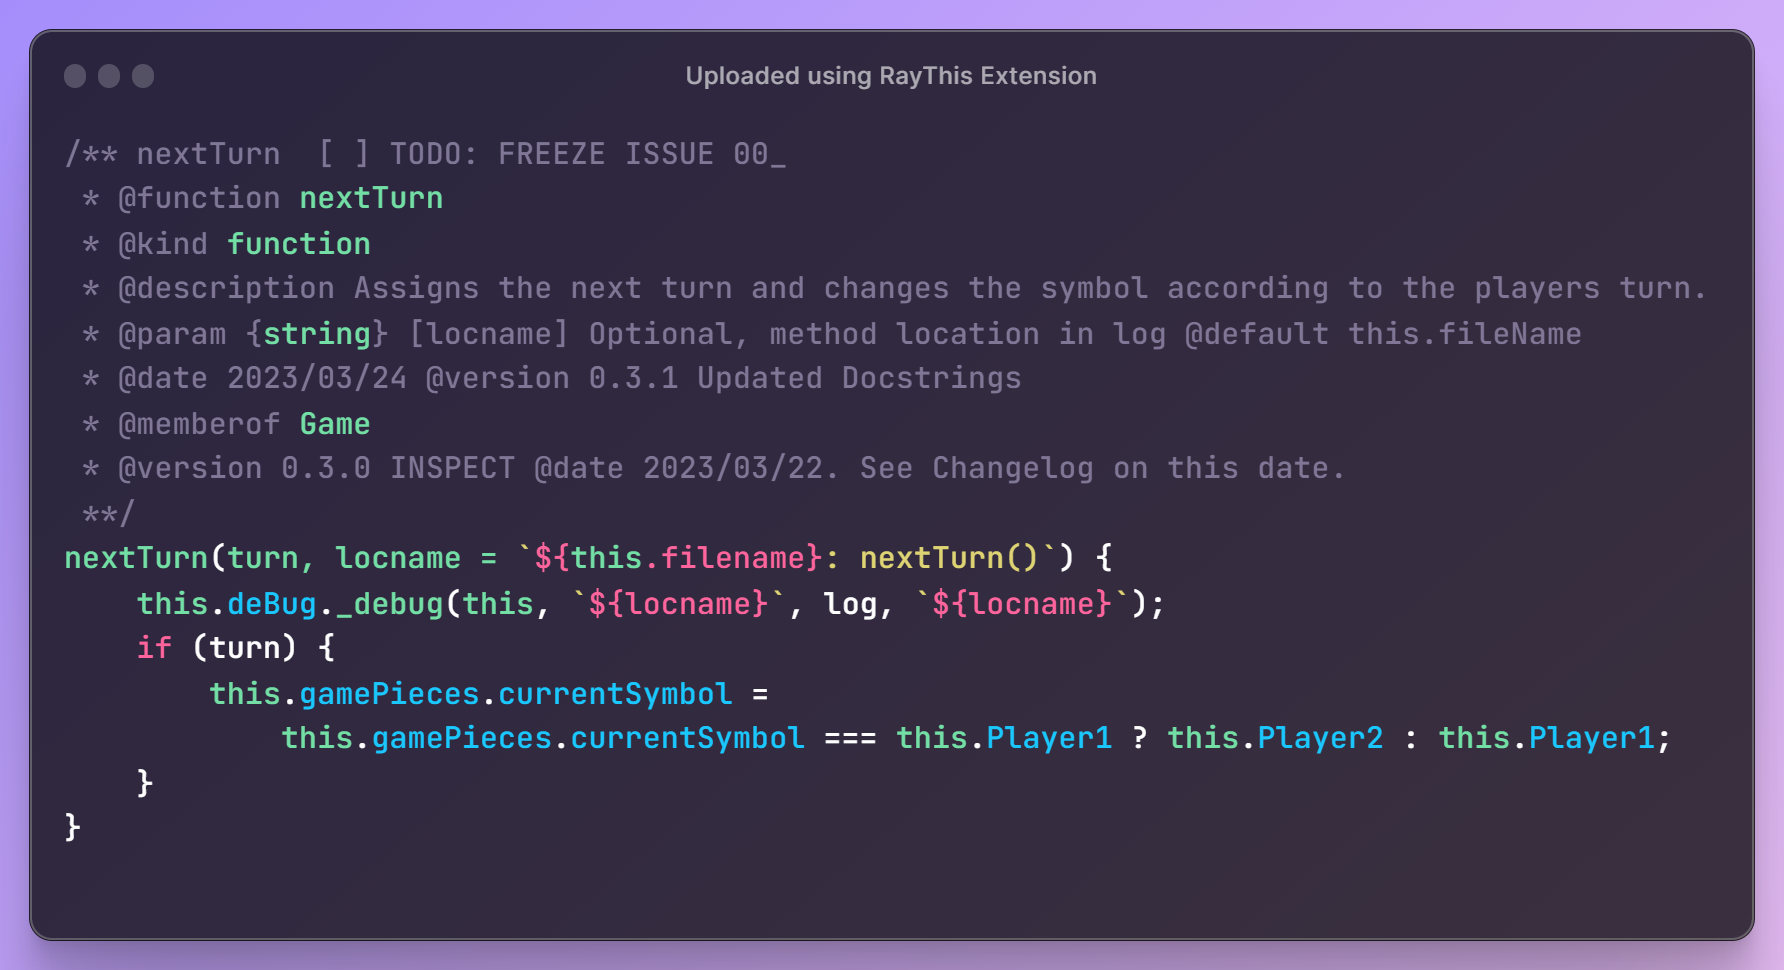 Uploaded using RayThis Extension
/** nextTurn  [ ] TODO: FREEZE ISSUE 00_
 * @function nextTurn
 * @kind function
 * @description Assigns the next turn and changes the symbol according to the players turn.
 * @param {string} [locname] Optional, method location in log @default this.fileName
 * @date 2023/03/24 @version 0.3.1 Updated Docstrings
 * @memberof Game
 * @version 0.3.0 INSPECT @date 2023/03/22. See Changelog on this date.
 **/
nextTurn(turn, locname = `${this.filename}: nextTurn()`) {
    this.deBug._debug(this, `${locname}`, log, `${locname}`);
    if (turn) {
        this.gamePieces.currentSymbol =
            this.gamePieces.currentSymbol === this.Player1 ? this.Player2 : this.Player1;
    }
}